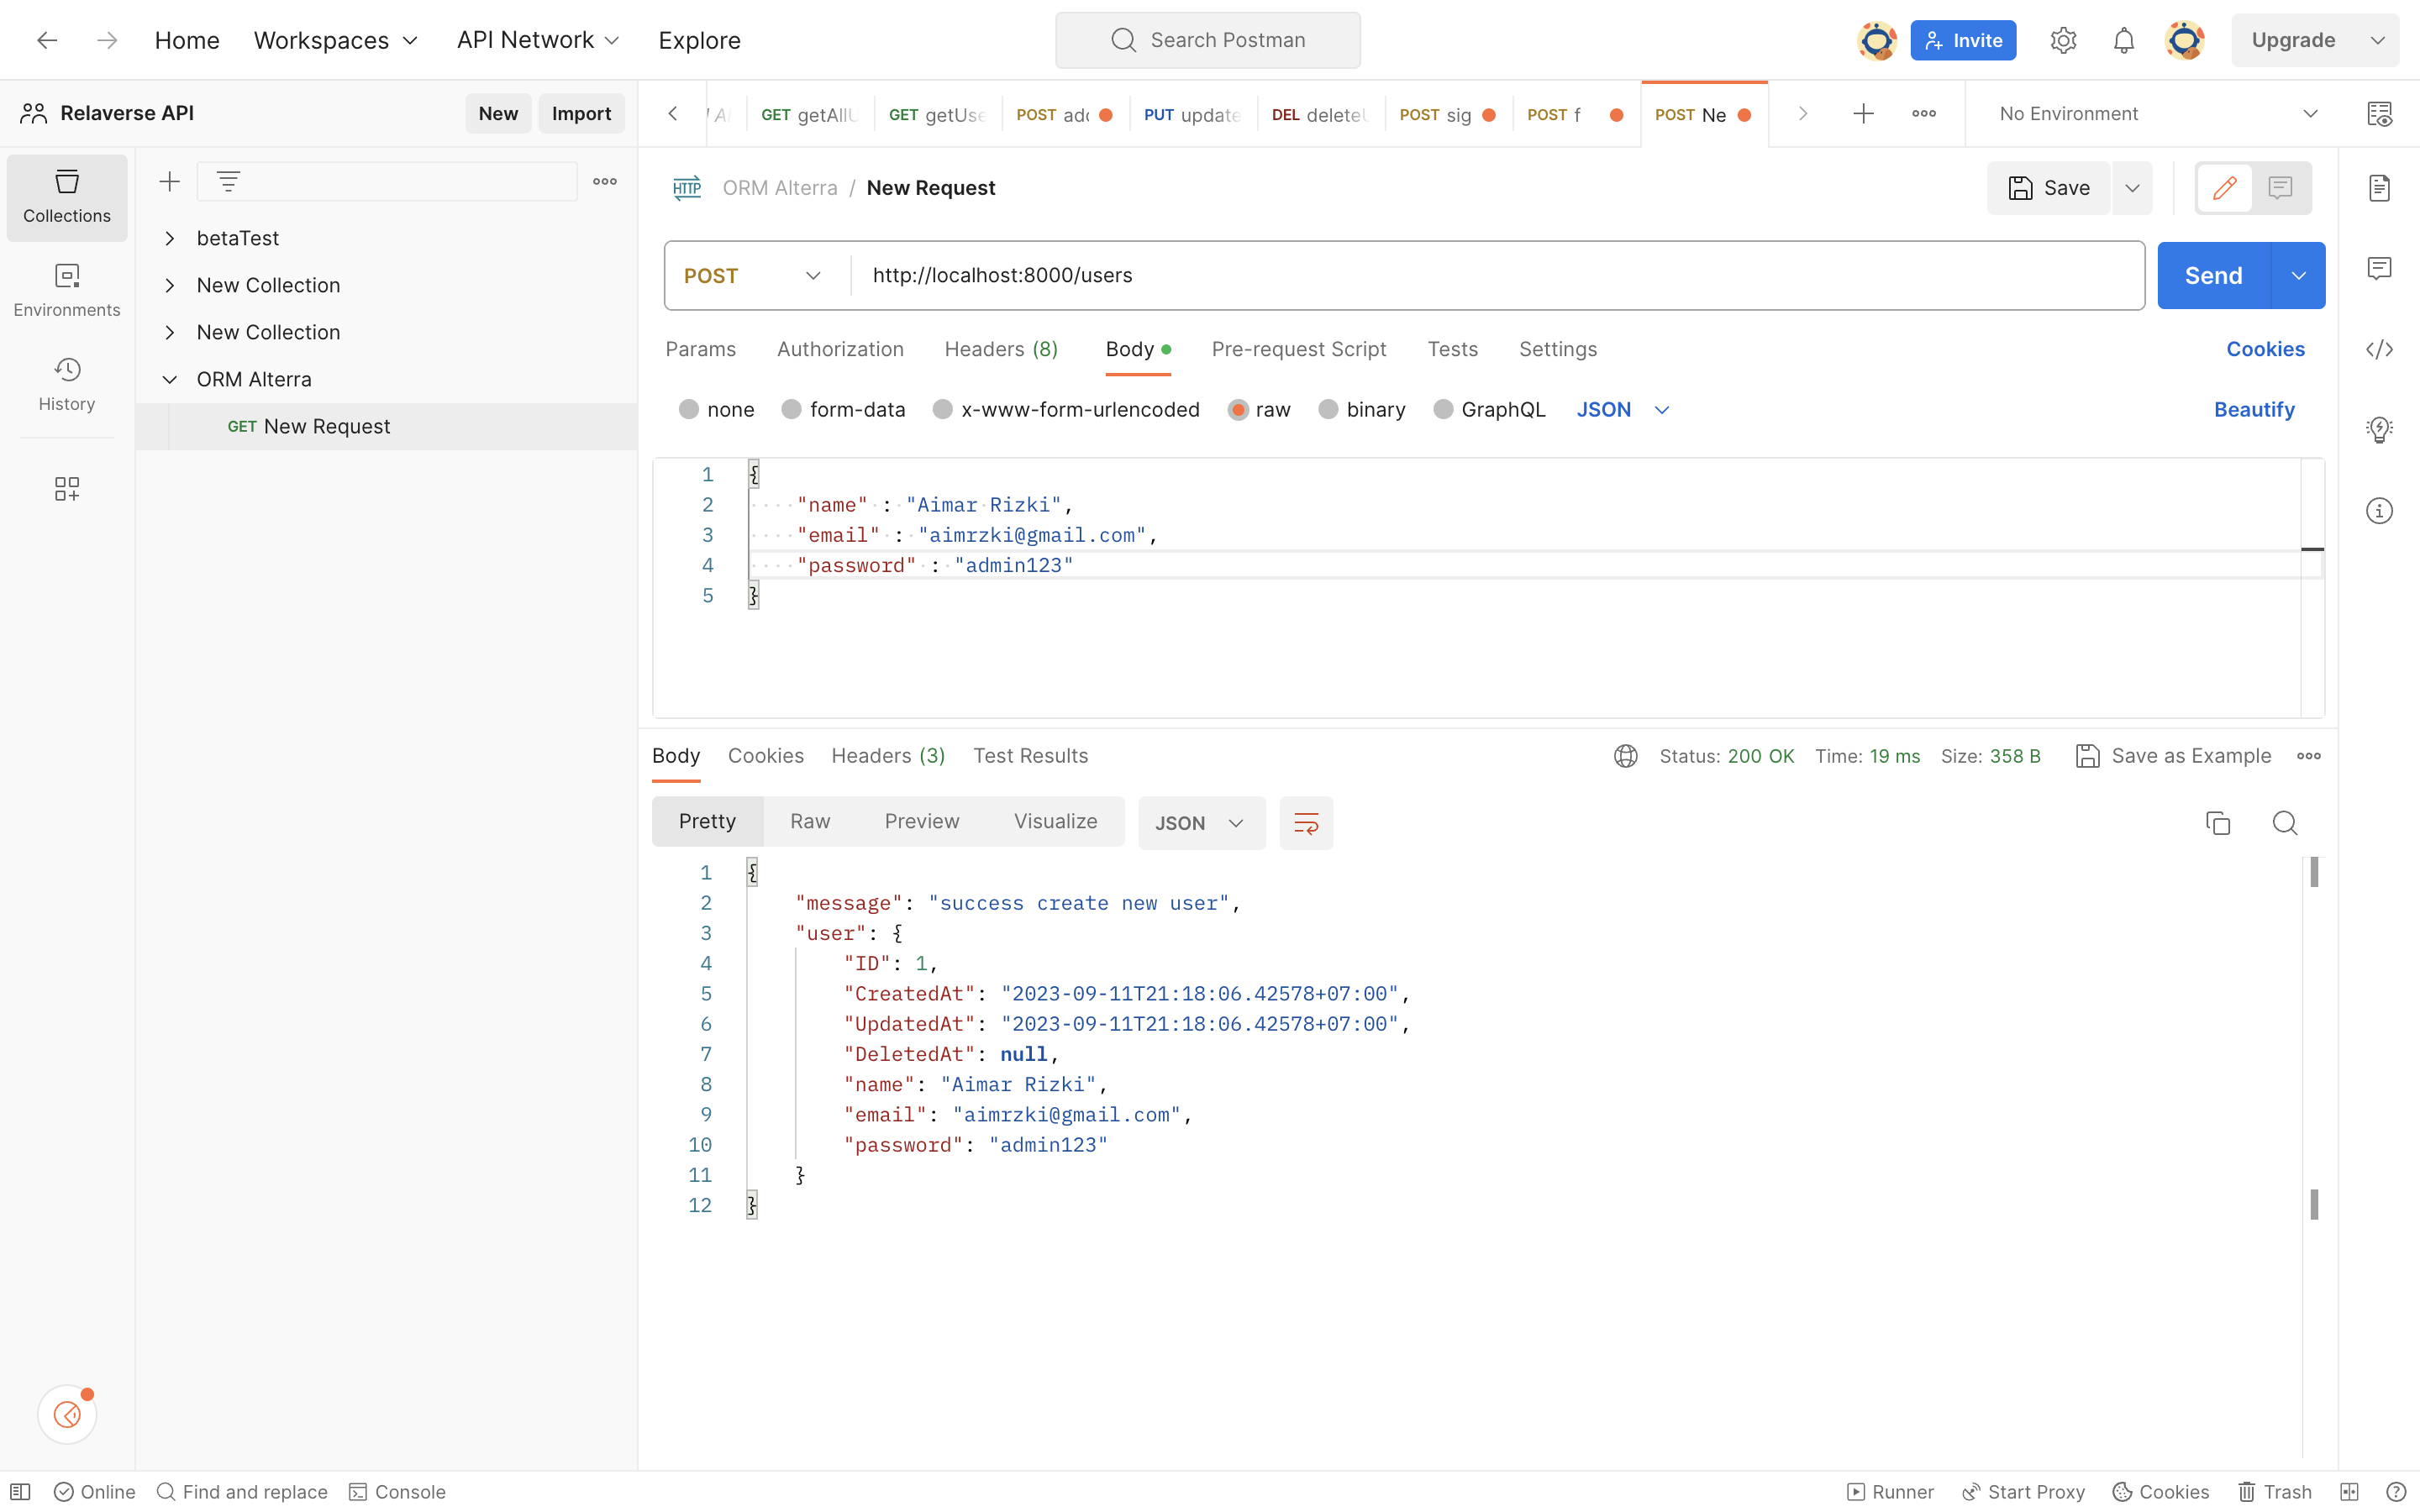 Home Workspaces API Network Explore Search Postman Invite Upgrade
Relaverse API New Import
GET getAllU GET getUse POST adc PUT update DEL deleteU POST sig POST f POST Ne No Environment
Collections
Environments
History
betaTest
New Collection
New Collection
ORM Alterra
GET New Request
HTTP ORM Alterra / New Request Save
POST http://localhost:8000/users Send
Params Authorization Headers (8) Body Pre-request Script Tests Settings Cookies
none form-data x-www-form-urlencoded raw binary GraphQL JSON Beautify
1 {
2 "name" : "Aimar Rizki",
3 "email" : "aimrzki@gmail.com",
4 "password" : "admin123"
5 }
Body Cookies Headers (3) Test Results Status: 200 OK Time: 19 ms Size: 358 B Save as Example
Pretty Raw Preview Visualize JSON
1 {
2 "message": "success create new user",
3 "user": {
4 "ID": 1,
5 "CreatedAt": "2023-09-11T21:18:06.42578+07:00",
6 "UpdatedAt": "2023-09-11T21:18:06.42578+07:00",
7 "DeletedAt": null,
8 "name": "Aimar Rizki",
9 "email": "aimrzki@gmail.com",
10 "password": "admin123"
11 }
12 }
Online Find and replace Console Runner Start Proxy Cookies Trash